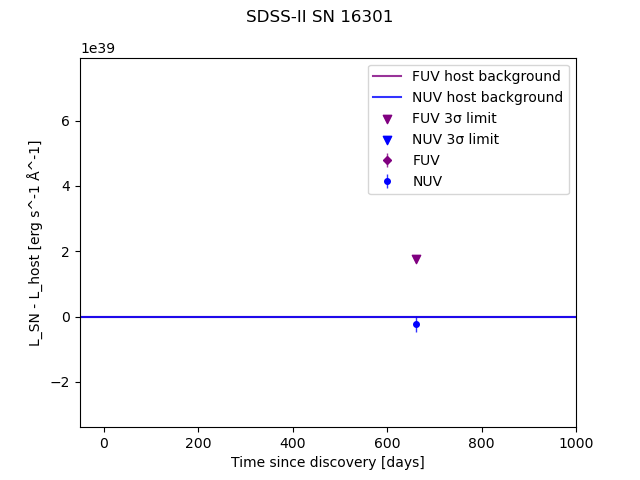 SDSS-II SN 16301
1e39
FUV host background
NUV host background
FUV 3σ limit
NUV 3σ limit
FUV
NUV
6
4
2
0
−2
L_SN - L_host [erg s^-1 Å^-1]
0 200 400 600 800 1000
Time since discovery [days]